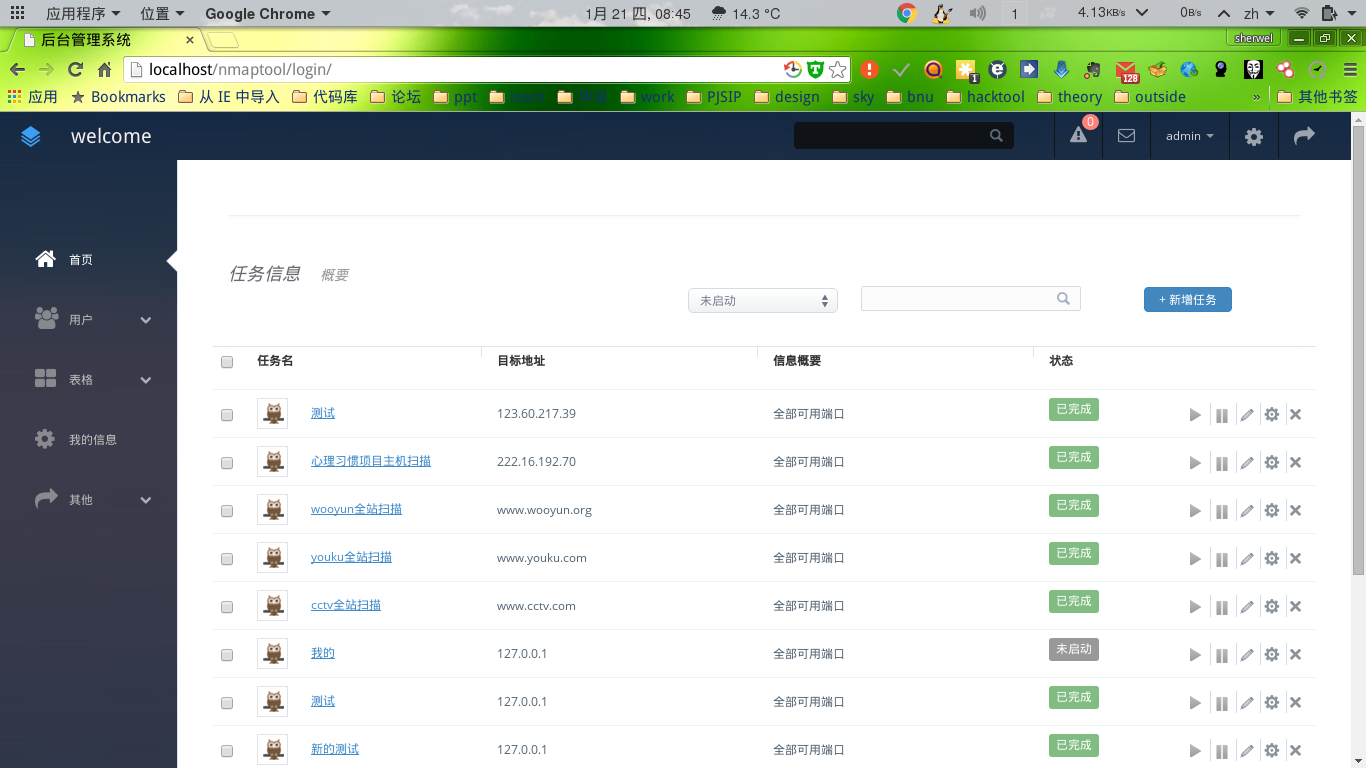 应用程序 位置 Google Chrome 1月 21 四, 08:45 14.3 °C 1 4.13KB/s 0B/s zh
后台管理系统 sherwel
localhost/nmaptool/login/ 1 128
应用 Bookmarks 从 IE 中导入 代码库 论坛 ppt learn work PJSIP design sky bnu hacktool theory outside » 其他书签
welcome 0 admin
首页
用户
表格
我的信息
其他
任务信息 概要
未启动 + 新增任务
任务名 目标地址 信息概要 状态
测试 123.60.217.39 全部可用端口 已完成
心理习惯项目主机扫描 222.16.192.70 全部可用端口 已完成
wooyun全站扫描 www.wooyun.org 全部可用端口 已完成
youku全站扫描 www.youku.com 全部可用端口 已完成
cctv全站扫描 www.cctv.com 全部可用端口 已完成
我的 127.0.0.1 全部可用端口 未启动
测试 127.0.0.1 全部可用端口 已完成
新的测试 127.0.0.1 全部可用端口 已完成